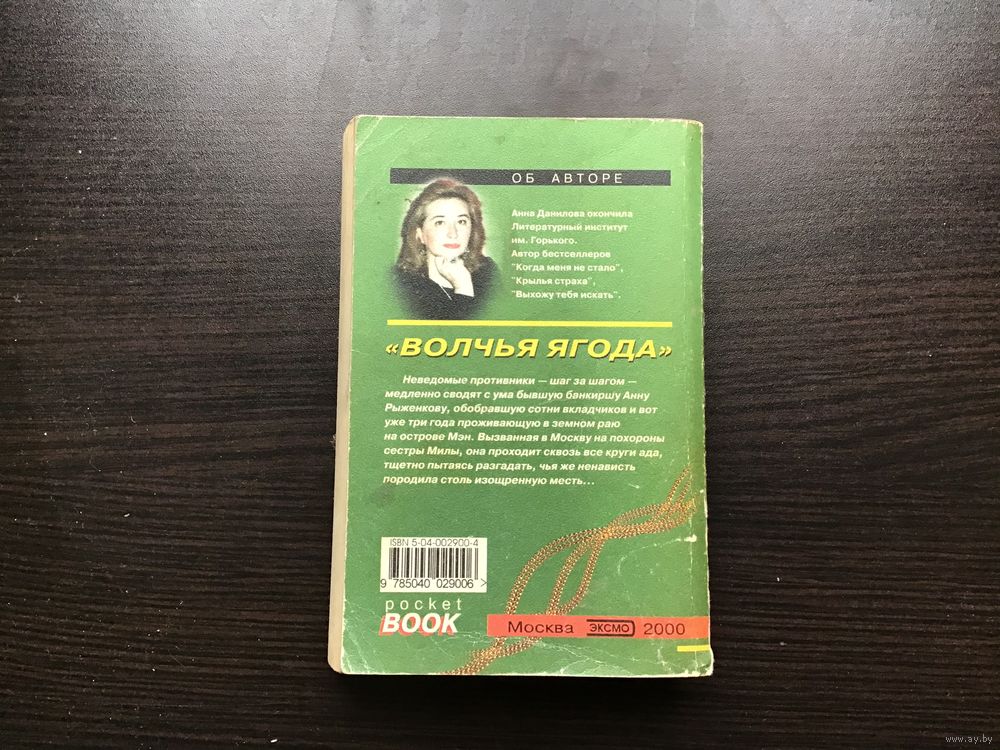 ОБ АВТОРЕ
Анна Данилова окончила
Литературный институт
им. Горького.
Автор бестселлеров
"Когда меня не стало",
"Крылья страха",
"Выхожу тебя искать".
«ВОЛЧЬЯ ЯГОДА»
Неведомые противники — шаг за шагом —
медленно сводят с ума бывшую банкиршу Анну
Рыженкову, обобравшую сотни вкладчиков и вот
уже три года проживающую в земном раю
на острове Мэн. Вызванная в Москву на похороны
сестры Милы, она проходит сквозь все круги ада,
тщетно пытаясь разгадать, чья же ненависть
породила столь изощренную месть...
ISBN 5-04-002900-4
9 785040 029006 >
pocket
BOOK
Москва ЭКСМО 2000
www.ay.by